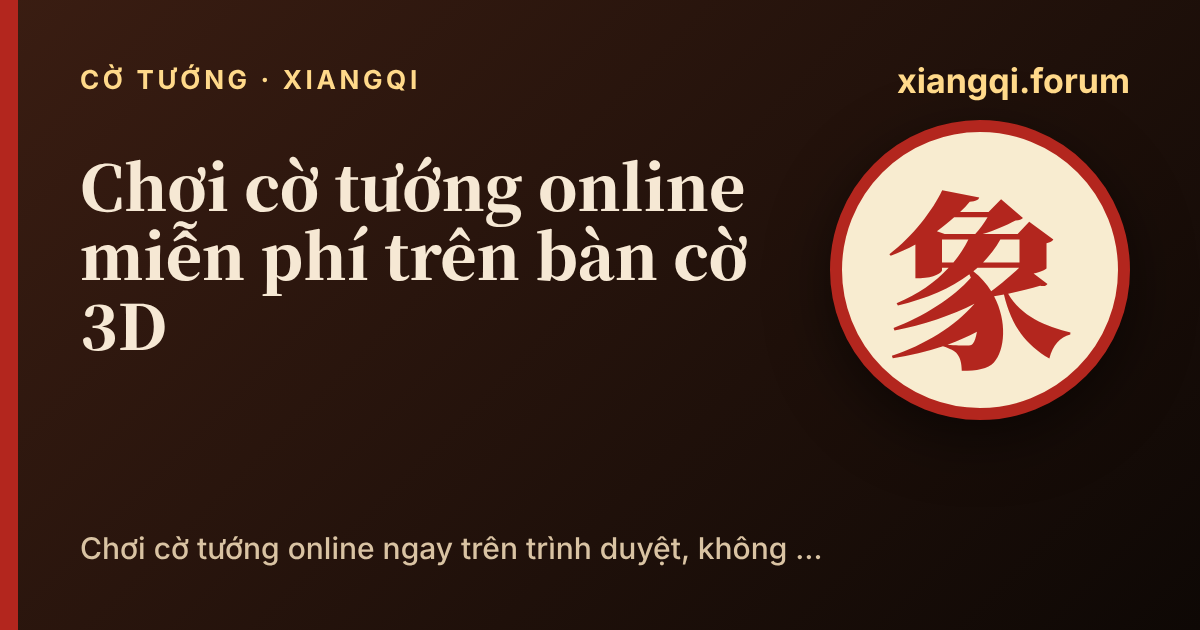 CỜ TƯỚNG · XIANGQI
xiangqi.forum
Chơi cờ tướng online
miễn phí trên bàn cờ
3D
象
Chơi cờ tướng online ngay trên trình duyệt, không ...